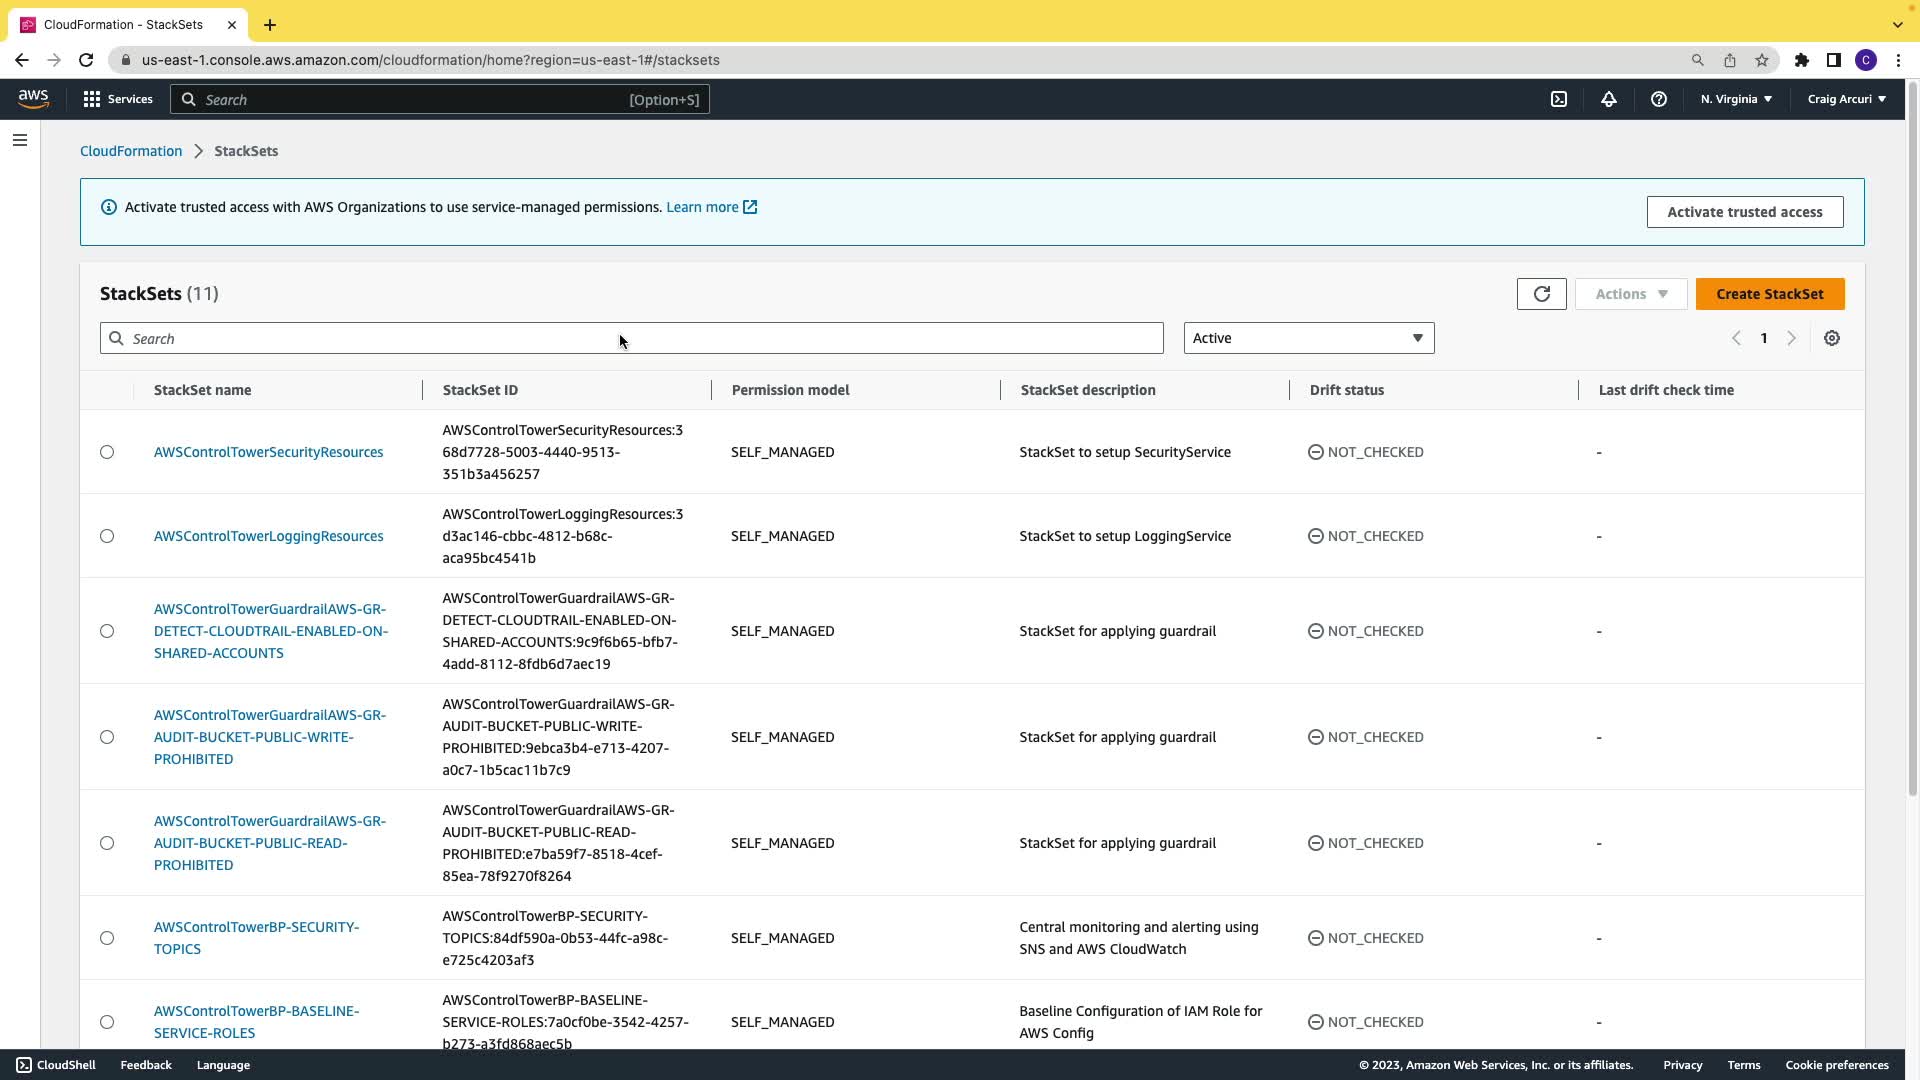 CloudFormation - StackSets
us-east-1.console.aws.amazon.com/cloudformation/home?region=us-east-1#/stacksets
C
aws
Services
Search
[Option+S]
N. Virginia
Craig Arcuri
CloudFormation
StackSets
Activate trusted access with AWS Organizations to use service-managed permissions. Learn more
Activate trusted access
StackSets (11)
Actions
Create StackSet
Search
Active
1
StackSet name
StackSet ID
Permission model
StackSet description
Drift status
Last drift check time
AWSControlTowerSecurityResources
AWSControlTowerSecurityResources:3
68d7728-5003-4440-9513-
351b3a456257
SELF_MANAGED
StackSet to setup SecurityService
NOT_CHECKED
-
AWSControlTowerLoggingResources
AWSControlTowerLoggingResources:3
d3ac146-cbbc-4812-b68c-
aca95bc4541b
SELF_MANAGED
StackSet to setup LoggingService
NOT_CHECKED
-
AWSControlTowerGuardrailAWS-GR-
DETECT-CLOUDTRAIL-ENABLED-ON-
SHARED-ACCOUNTS
AWSControlTowerGuardrailAWS-GR-
DETECT-CLOUDTRAIL-ENABLED-ON-
SHARED-ACCOUNTS:9c9f6b65-bfb7-
4add-8112-8fdb6d7aec19
SELF_MANAGED
StackSet for applying guardrail
NOT_CHECKED
-
AWSControlTowerGuardrailAWS-GR-
AUDIT-BUCKET-PUBLIC-WRITE-
PROHIBITED
AWSControlTowerGuardrailAWS-GR-
AUDIT-BUCKET-PUBLIC-WRITE-
PROHIBITED:9ebca3b4-e713-4207-
a0c7-1b5cac11b7c9
SELF_MANAGED
StackSet for applying guardrail
NOT_CHECKED
-
AWSControlTowerGuardrailAWS-GR-
AUDIT-BUCKET-PUBLIC-READ-
PROHIBITED
AWSControlTowerGuardrailAWS-GR-
AUDIT-BUCKET-PUBLIC-READ-
PROHIBITED:e7ba59f7-8518-4cef-
85ea-78f9270f8264
SELF_MANAGED
StackSet for applying guardrail
NOT_CHECKED
-
AWSControlTowerBP-SECURITY-
TOPICS
AWSControlTowerBP-SECURITY-
TOPICS:84df590a-0b53-44fc-a98c-
e725c4203af3
SELF_MANAGED
Central monitoring and alerting using
SNS and AWS CloudWatch
NOT_CHECKED
-
AWSControlTowerBP-BASELINE-
SERVICE-ROLES
AWSControlTowerBP-BASELINE-
SERVICE-ROLES:7a0cf0be-3542-4257-
b273-a3fd868aec5b
SELF_MANAGED
Baseline Configuration of IAM Role for
AWS Config
NOT_CHECKED
-
CloudShell
Feedback
Language
© 2023, Amazon Web Services, Inc. or its affiliates.
Privacy
Terms
Cookie preferences